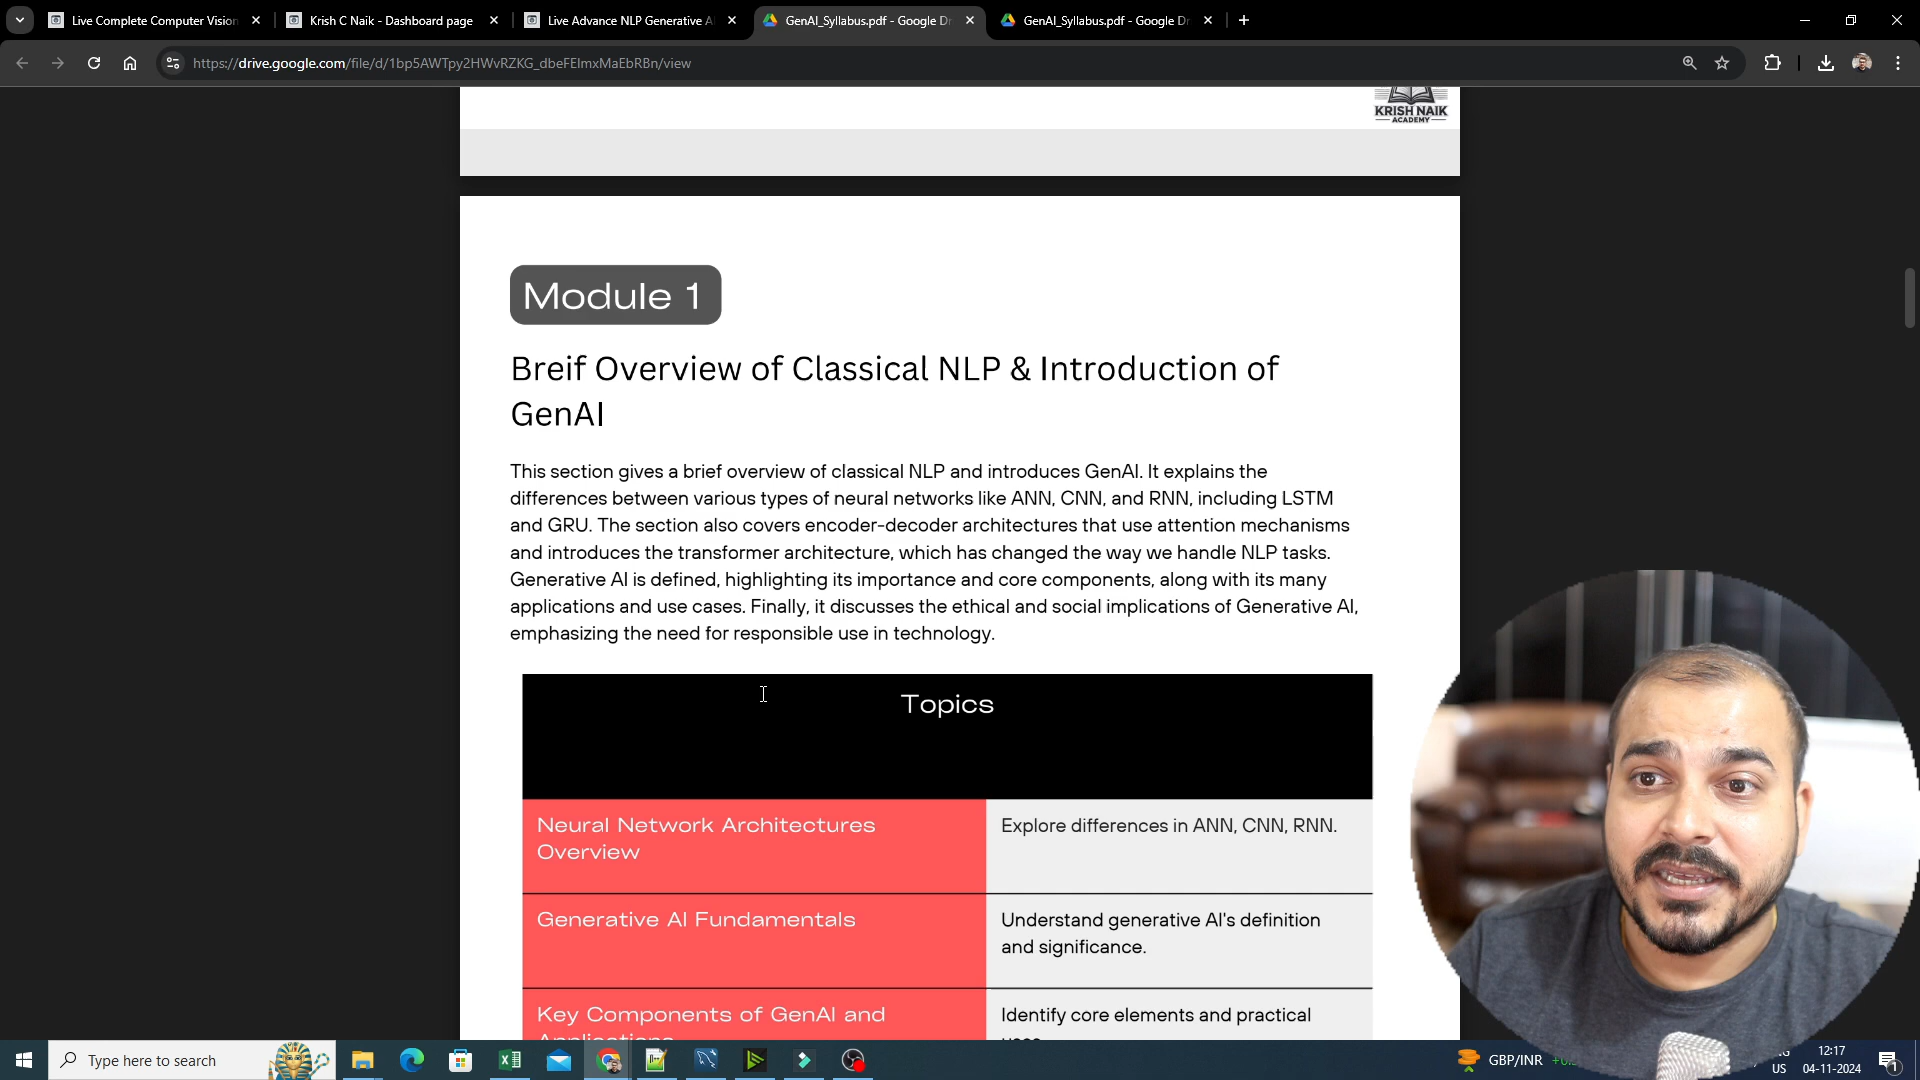 Live Complete Computer Vision
Krish C Naik - Dashboard page
Live Advance NLP Generative A
GenAI_Syllabus.pdf - Google Dr
GenAI_Syllabus.pdf - Google Dr
https://drive.google.com/file/d/1bp5AWTpy2HWvRZKG_dbeFEImxMaEbRBn/view
KRISH NAIK
ACADEMY
Module 1
Breif Overview of Classical NLP & Introduction of
GenAI
This section gives a brief overview of classical NLP and introduces GenAI. It explains the
differences between various types of neural networks like ANN, CNN, and RNN, including LSTM
and GRU. The section also covers encoder-decoder architectures that use attention mechanisms
and introduces the transformer architecture, which has changed the way we handle NLP tasks.
Generative AI is defined, highlighting its importance and core components, along with its many
applications and use cases. Finally, it discusses the ethical and social implications of Generative AI,
emphasizing the need for responsible use in technology.
Topics
Neural Network Architectures
Overview
Explore differences in ANN, CNN, RNN.
Generative AI Fundamentals
Understand generative AI's definition
and significance.
Key Components of GenAI and
Applications
Identify core elements and practical
Type here to search
GBP/INR
US
12:17
04-11-2024
1